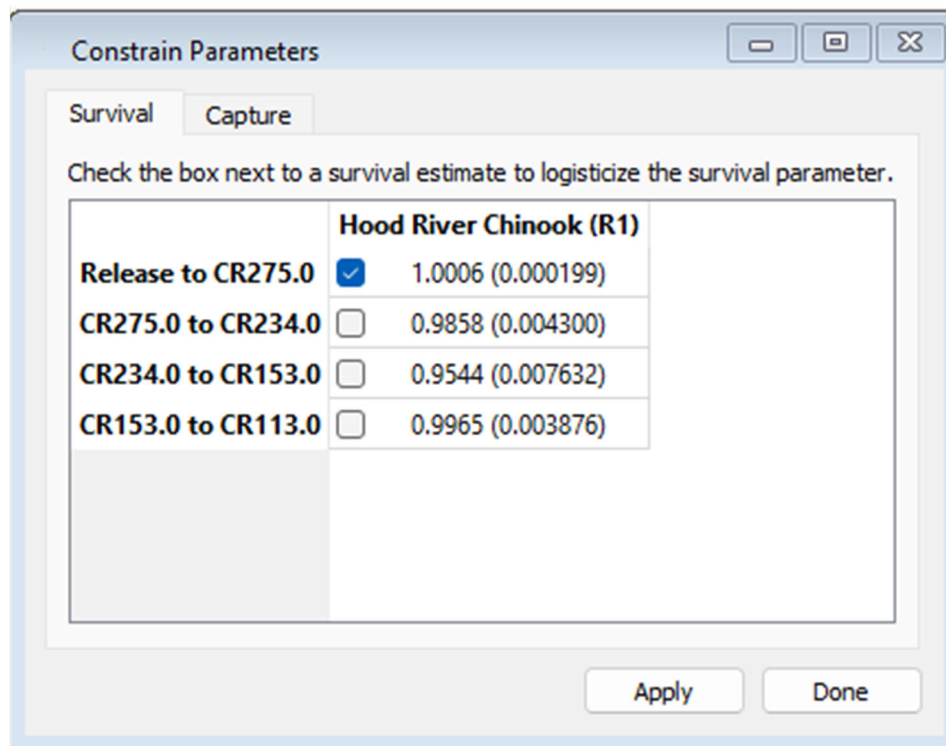 Constrain Parameters
Survival Capture
Check the box next to a survival estimate to logisticize the survival parameter.
Hood River Chinook (R1)
Release to CR275.0 1.0006 (0.000199)
CR275.0 to CR234.0 0.9858 (0.004300)
CR234.0 to CR153.0 0.9544 (0.007632)
CR153.0 to CR113.0 0.9965 (0.003876)
Apply Done